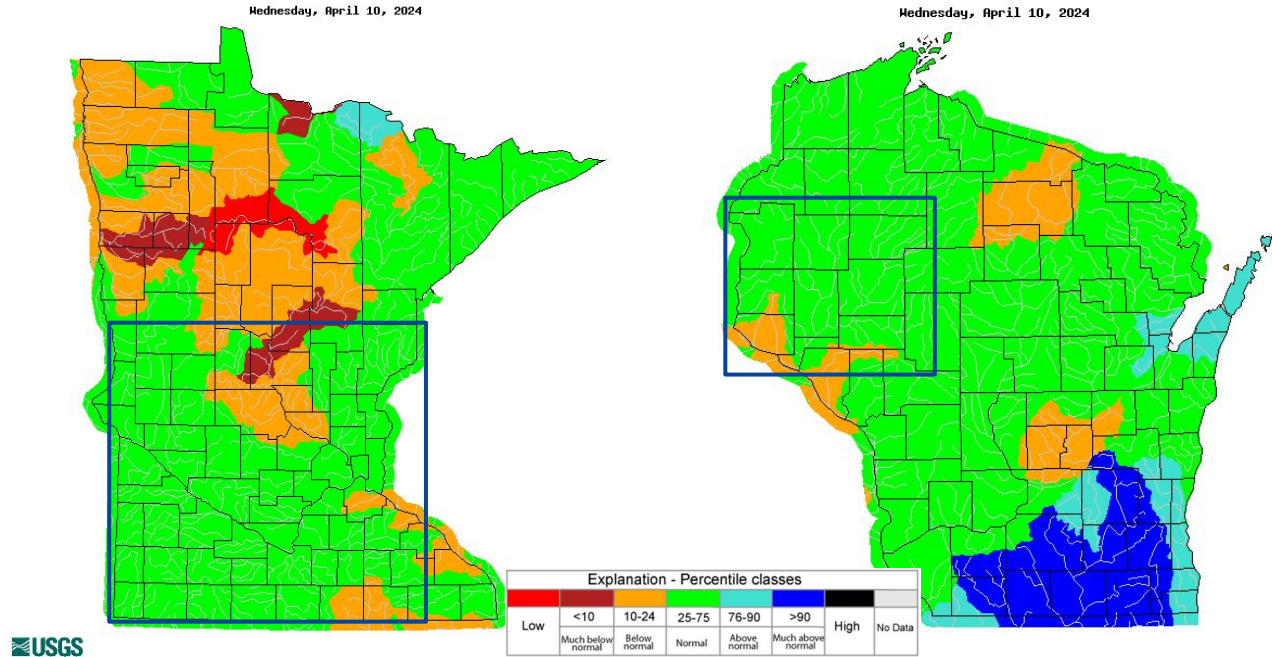 Wednesday, April 10, 2024
Wednesday, April 10, 2024
Explanation - Percentile classes
Low
<10
10-24
25-75
76-90
>90
High
No Data
Much below
normal
Below
normal
Normal
Above
normal
Much above
normal
USGS